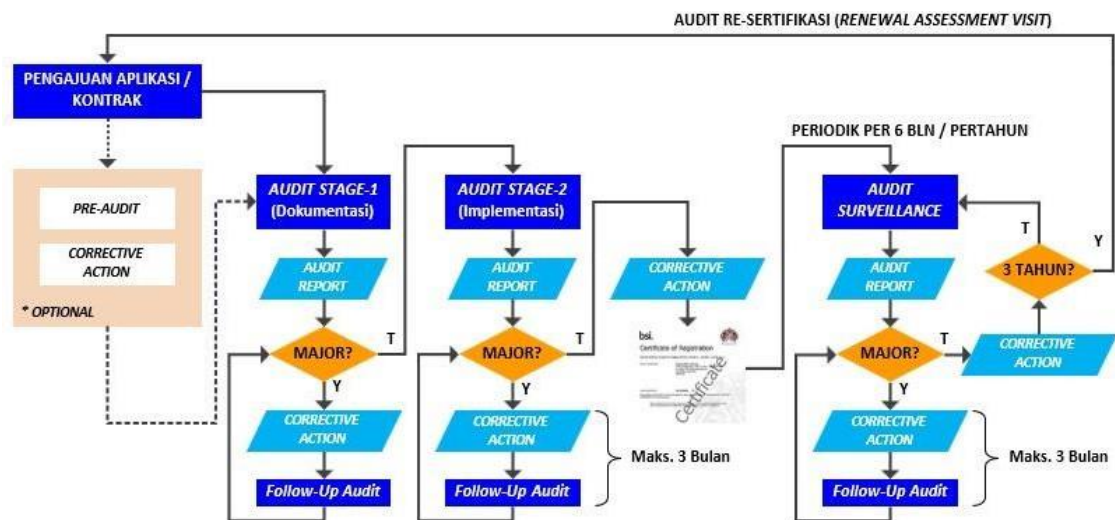 AUDIT RE-SERTIFIKASI (RENEWAL ASSESSMENT VISIT)
PENGAJUAN APLIKASI /
KONTRAK
PERIODIK PER 6 BLN / PERTAHUN
PRE-AUDIT
CORRECTIVE
ACTION
* OPTIONAL
AUDIT STAGE-1
(Dokumentasi)
AUDIT
REPORT
MAJOR?
T
Y
CORRECTIVE
ACTION
Follow-Up Audit
AUDIT STAGE-2
(Implementasi)
AUDIT
REPORT
MAJOR?
T
Y
CORRECTIVE
ACTION
Follow-Up Audit
Maks. 3 Bulan
CORRECTIVE
ACTION
bsi.
Certificate of Registration
Certificate
AUDIT
SURVEILLANCE
AUDIT
REPORT
MAJOR?
T
Y
CORRECTIVE
ACTION
Follow-Up Audit
Maks. 3 Bulan
CORRECTIVE
ACTION
3 TAHUN?
T
Y